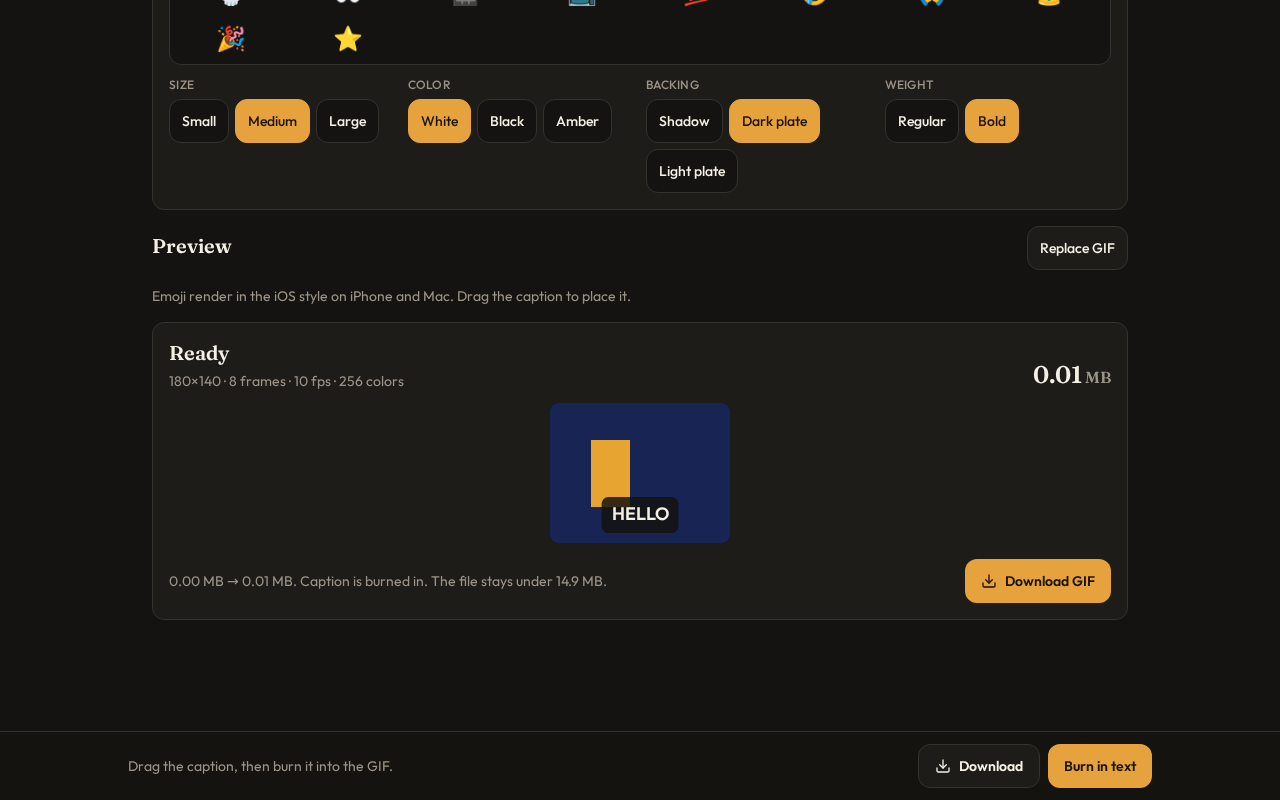 SIZE
COLOR
BACKING
WEIGHT
Small
Medium
Large
White
Black
Amber
Shadow
Dark plate
Light plate
Regular
Bold
Preview
Replace GIF
Emoji render in the iOS style on iPhone and Mac. Drag the caption to place it.
Ready
180×140 · 8 frames · 10 fps · 256 colors
0.01 MB
HELLO
0.00 MB → 0.01 MB. Caption is burned in. The file stays under 14.9 MB.
Download GIF
Drag the caption, then burn it into the GIF.
Download
Burn in text